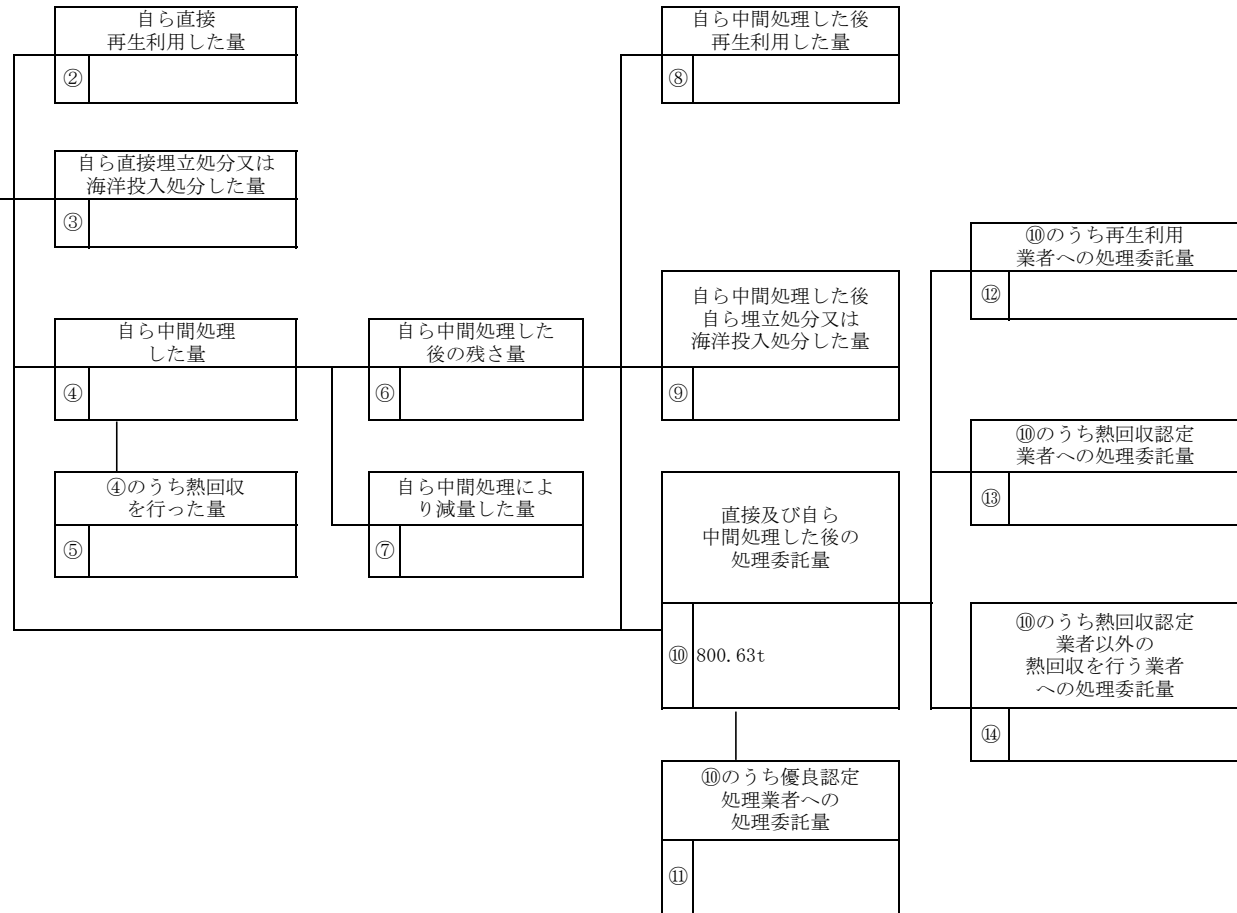 自ら直接
再生利用した量
②
自ら中間処理した後
再生利用した量
⑧
自ら直接埋立処分又は
海洋投入処分した量
③
⑩のうち再生利用
業者への処理委託量
⑫
自ら中間処理した後
自ら埋立処分又は
海洋投入処分した量
⑨
自ら中間処理
した量
④
自ら中間処理した
後の残さ量
⑥
⑩のうち熱回収認定
業者への処理委託量
⑬
④のうち熱回収
を行った量
⑤
自ら中間処理によ
り減量した量
⑦
直接及び自ら
中間処理した後の
処理委託量
⑩ 800.63t
⑩のうち熱回収認定
業者以外の
熱回収を行う業者
への処理委託量
⑭
⑩のうち優良認定
処理業者への
処理委託量
⑪